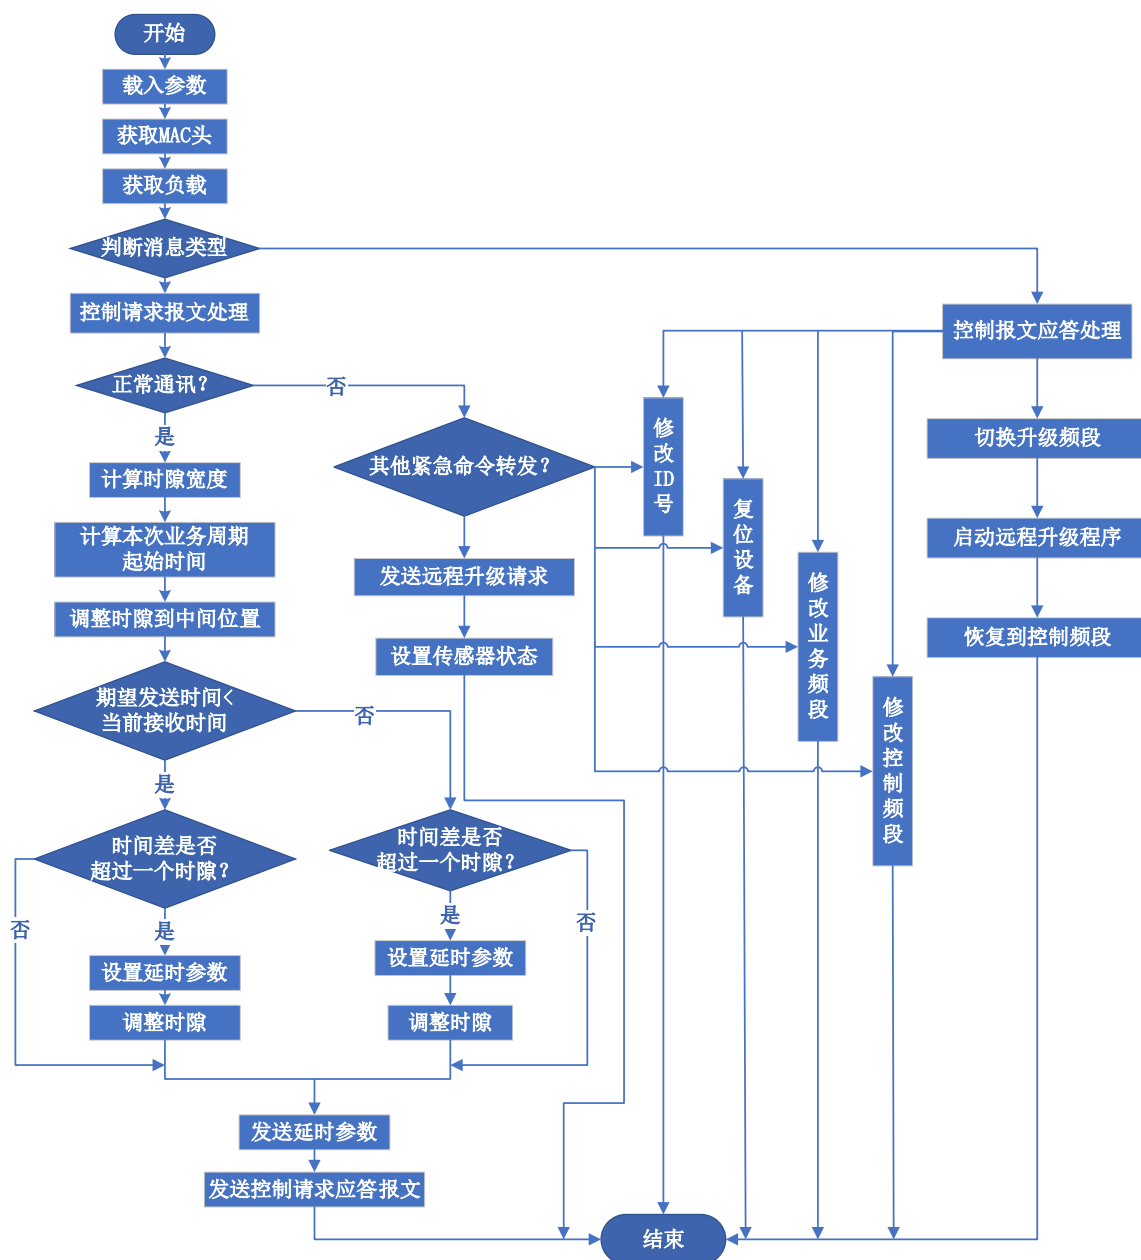 开始
载入参数
获取MAC头
获取负载
判断消息类型
控制请求报文处理
正常通讯?
否
是
计算时隙宽度
计算本次业务周期
起始时间
调整时隙到中间位置
期望发送时间<
当前接收时间
否
是
时间差是否
超过一个时隙?
否
是
设置延时参数
调整时隙
时间差是否
超过一个时隙?
是
否
设置延时参数
调整时隙
发送延时参数
发送控制请求应答报文
其他紧急命令转发?
发送远程升级请求
设置传感器状态
修
改
ID
号
复
位
设
备
修
改
业
务
频
段
修
改
控
制
频
段
控制报文应答处理
切换升级频段
启动远程升级程序
恢复到控制频段
结束